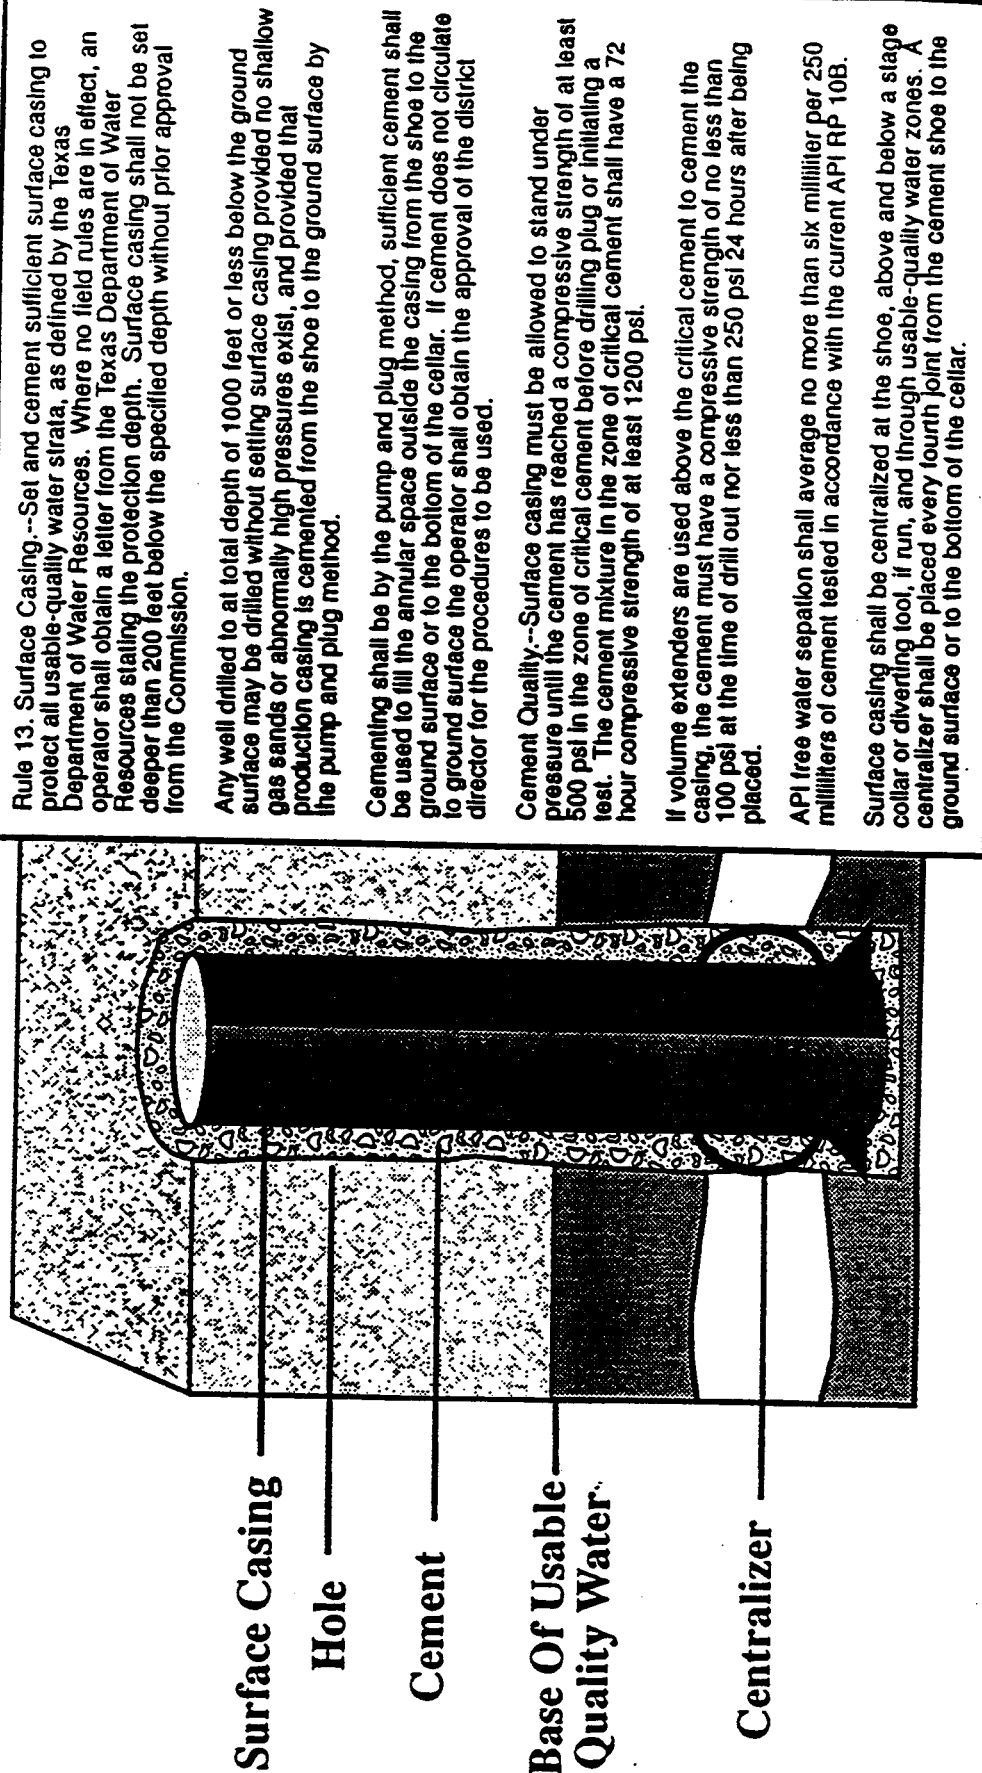 Surface Casing
Hole
Cement
Base Of Usable
Quality Water
Centralizer
Rule 13. Surface Casing.--Set and cement sufficient surface casing to
protect all usable-quality water strata, as defined by the Texas
Department of Water Resources. Where no field rules are in effect, an
operator shall obtain a letter from the Texas Department of Water
Resources stating the protection depth. Surface casing shall not be set
deeper than 200 feet below the specified depth without prior approval
from the Commission.
Any well drilled to at total depth of 1000 feet or less below the ground
surface may be drilled without setting surface casing provided no shallow
gas sands or abnormally high pressures exist, and provided that
production casing is cemented from the shoe to the ground surface by
the pump and plug method.
Cementing shall be by the pump and plug method, sufficient cement shall
be used to fill the annular space outside the casing from the shoe to the
ground surface or to the bottom of the cellar. If cement does not circulate
to ground surface the operator shall obtain the approval of the district
director for the procedures to be used.
Cement Quality.--Surface casing must be allowed to stand under
pressure until the cement has reached a compressive strength of at least
500 psi in the zone of critical cement before drilling plug or initiating a
test. The cement mixture in the zone of critical cement shall have a 72
hour compressive strength of at least 1200 psi.
If volume extenders are used above the critical cement to cement the
casing, the cement must have a compressive strength of no less than
100 psi at the time of drill out nor less than 250 psi 24 hours after being
placed.
API free water sepation shall average no more than six milliliter per 250
milliliters of cement tested in accordance with the current API RP 10B.
Surface casing shall be centralized at the shoe, above and below a stage
collar or diverting tool, if run, and through usable-quality water zones. A
centralizer shall be placed every fourth joint from the cement shoe to the
ground surface or to the bottom of the cellar.